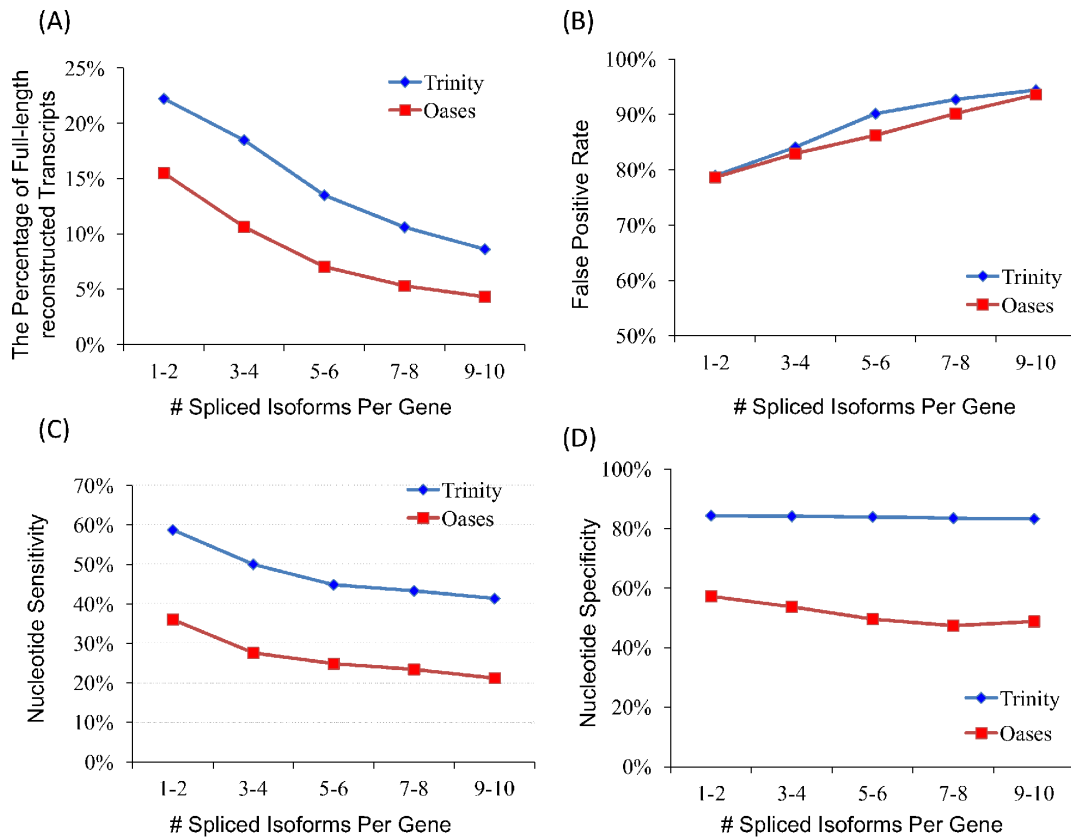 (A)
The Percentage of Full-length
reconstructed Transcripts
25%
20%
15%
10%
5%
0%
Trinity
Oases
1-2 3-4 5-6 7-8 9-10
# Spliced Isoforms Per Gene
(B)
False Positive Rate
100%
90%
80%
70%
60%
50%
Trinity
Oases
1-2 3-4 5-6 7-8 9-10
# Spliced Isoforms Per Gene
(C)
Nucleotide Sensitivity
70%
60%
50%
40%
30%
20%
10%
0%
Trinity
Oases
1-2 3-4 5-6 7-8 9-10
# Spliced Isoforms Per Gene
(D)
Nucleotide Specificity
100%
80%
60%
40%
20%
0%
Trinity
Oases
1-2 3-4 5-6 7-8 9-10
# Spliced Isoforms Per Gene